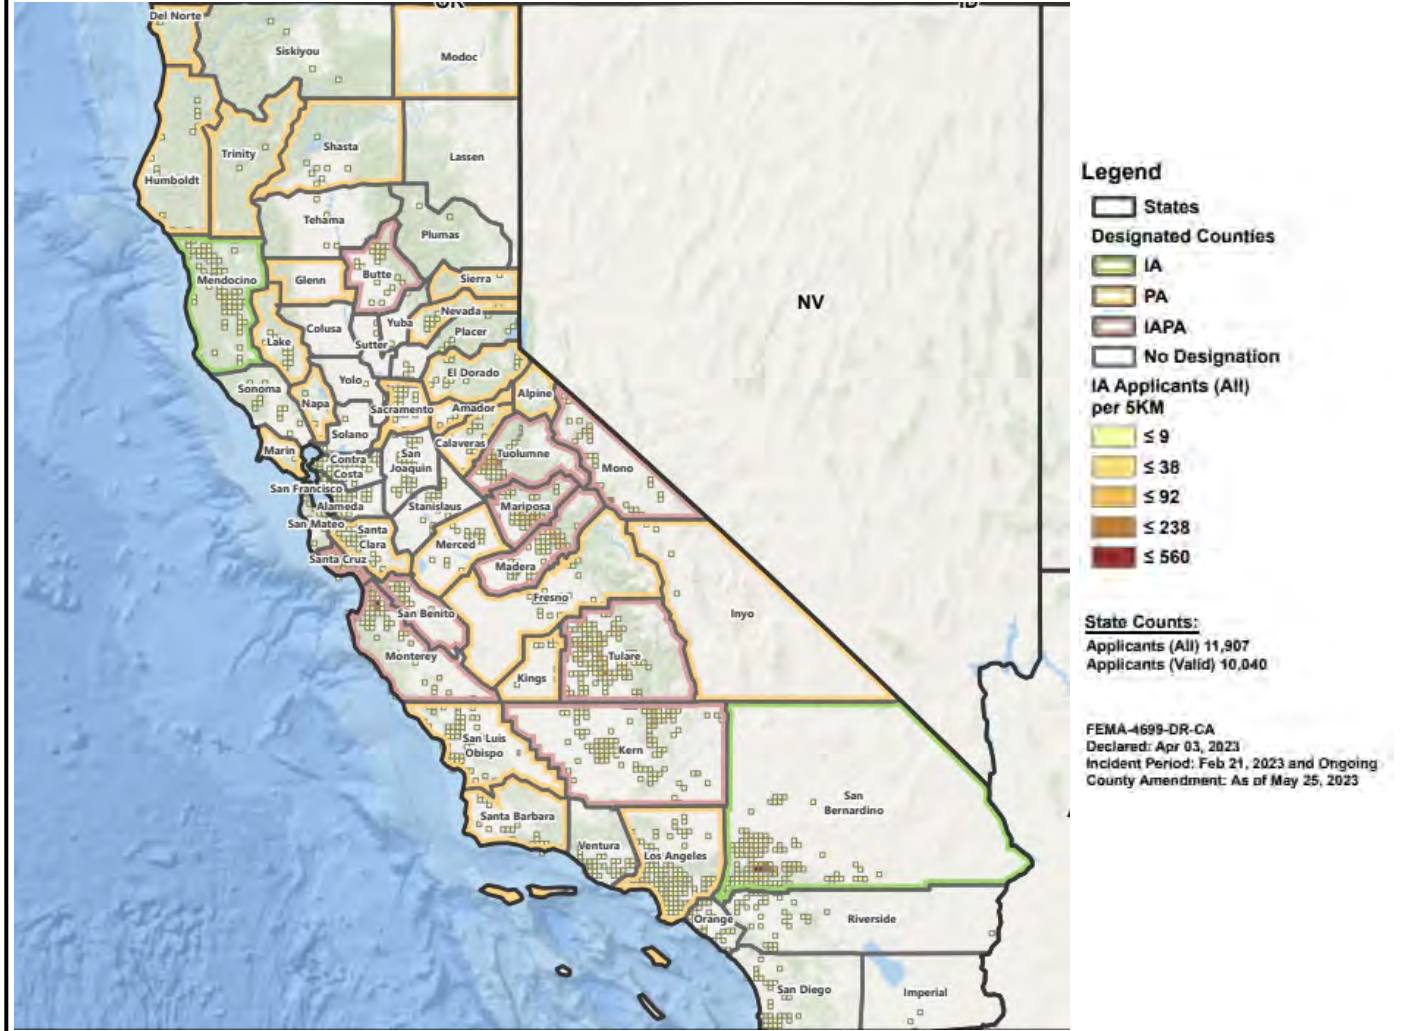 OR
ID
Del Norte
Siskiyou
Modoc
Trinity
Shasta
Lassen
Humboldt
Tehama
Plumas
Mendocino
Glenn
Butte
Sierra
Nevada
Colusa
Yuba
Placer
Lake
Sutter
NV
El Dorado
Yolo
Sonoma
Alpine
Napa
Sacramento
Amador
Solano
Marin
Calaveras
Contra
Costa
San
Joaquin
Tuolumne
Mono
San Francisco
Alameda
Stanislaus
Mariposa
San Mateo
Santa
Clara
Merced
Santa Cruz
Madera
Fresno
San Benito
Inyo
Monterey
Tulare
Kings
San Luis
Obispo
Kern
San
Bernardino
Santa Barbara
Ventura
Los Angeles
Orange
Riverside
San Diego
Imperial
Legend
States
Designated Counties
IA
PA
IAPA
No Designation
IA Applicants (All)
per 5KM
≤ 9
≤ 38
≤ 92
≤ 238
≤ 560
State Counts:
Applicants (All) 11,907
Applicants (Valid) 10,040
FEMA-4699-DR-CA
Declared: Apr 03, 2023
Incident Period: Feb 21, 2023 and Ongoing
County Amendment: As of May 25, 2023